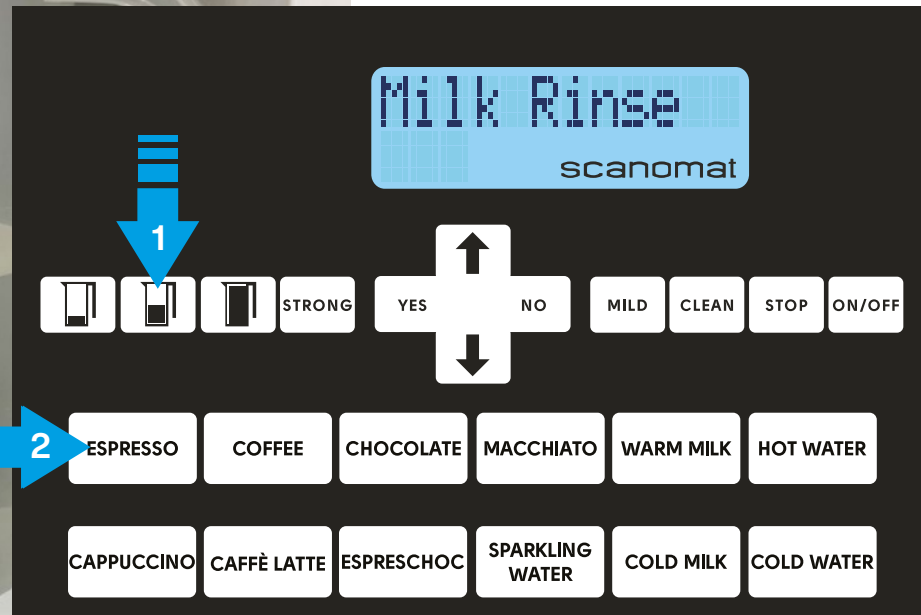 Milk Rinse
scanomat
1
STRONG
YES
NO
MILD
CLEAN
STOP
ON/OFF
2
ESPRESSO
COFFEE
CHOCOLATE
MACCHIATO
WARM MILK
HOT WATER
CAPPUCCINO
CAFFÈ LATTE
ESPRESCHOC
SPARKLING
WATER
COLD MILK
COLD WATER